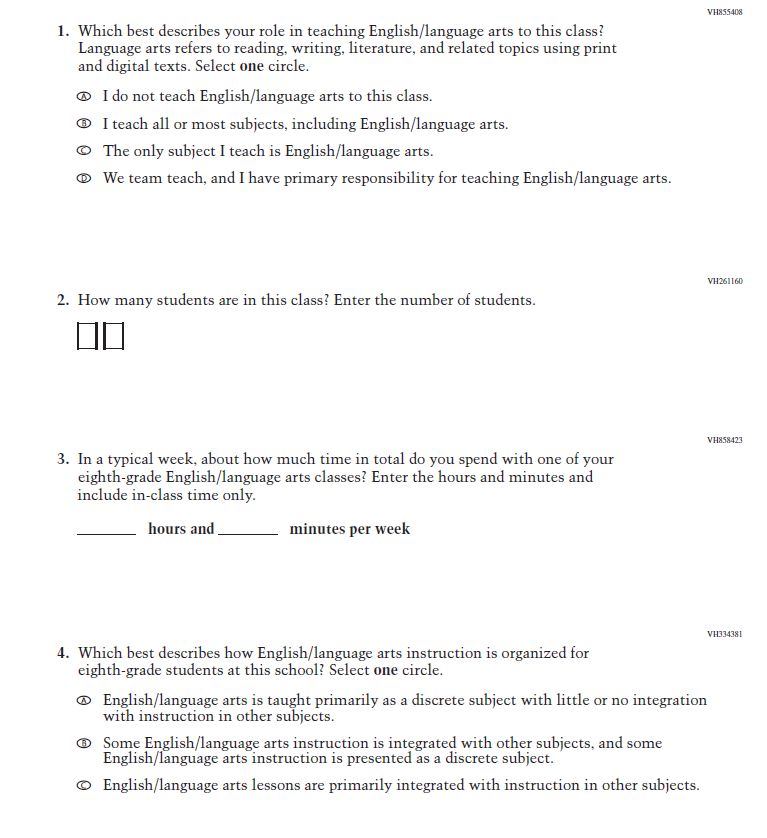 VH855408
1. Which best describes your role in teaching English/language arts to this class?
Language arts refers to reading, writing, literature, and related topics using print
and digital texts. Select one circle.
A I do not teach English/language arts to this class.
B I teach all or most subjects, including English/language arts.
C The only subject I teach is English/language arts.
D We team teach, and I have primary responsibility for teaching English/language arts.
VH261160
2. How many students are in this class? Enter the number of students.
VH858423
3. In a typical week, about how much time in total do you spend with one of your
eighth-grade English/language arts classes? Enter the hours and minutes and
include in-class time only.
______ hours and ______ minutes per week
VH334381
4. Which best describes how English/language arts instruction is organized for
eighth-grade students at this school? Select one circle.
A English/language arts is taught primarily as a discrete subject with little or no integration
with instruction in other subjects.
B Some English/language arts instruction is integrated with other subjects, and some
English/language arts instruction is presented as a discrete subject.
C English/language arts lessons are primarily integrated with instruction in other subjects.